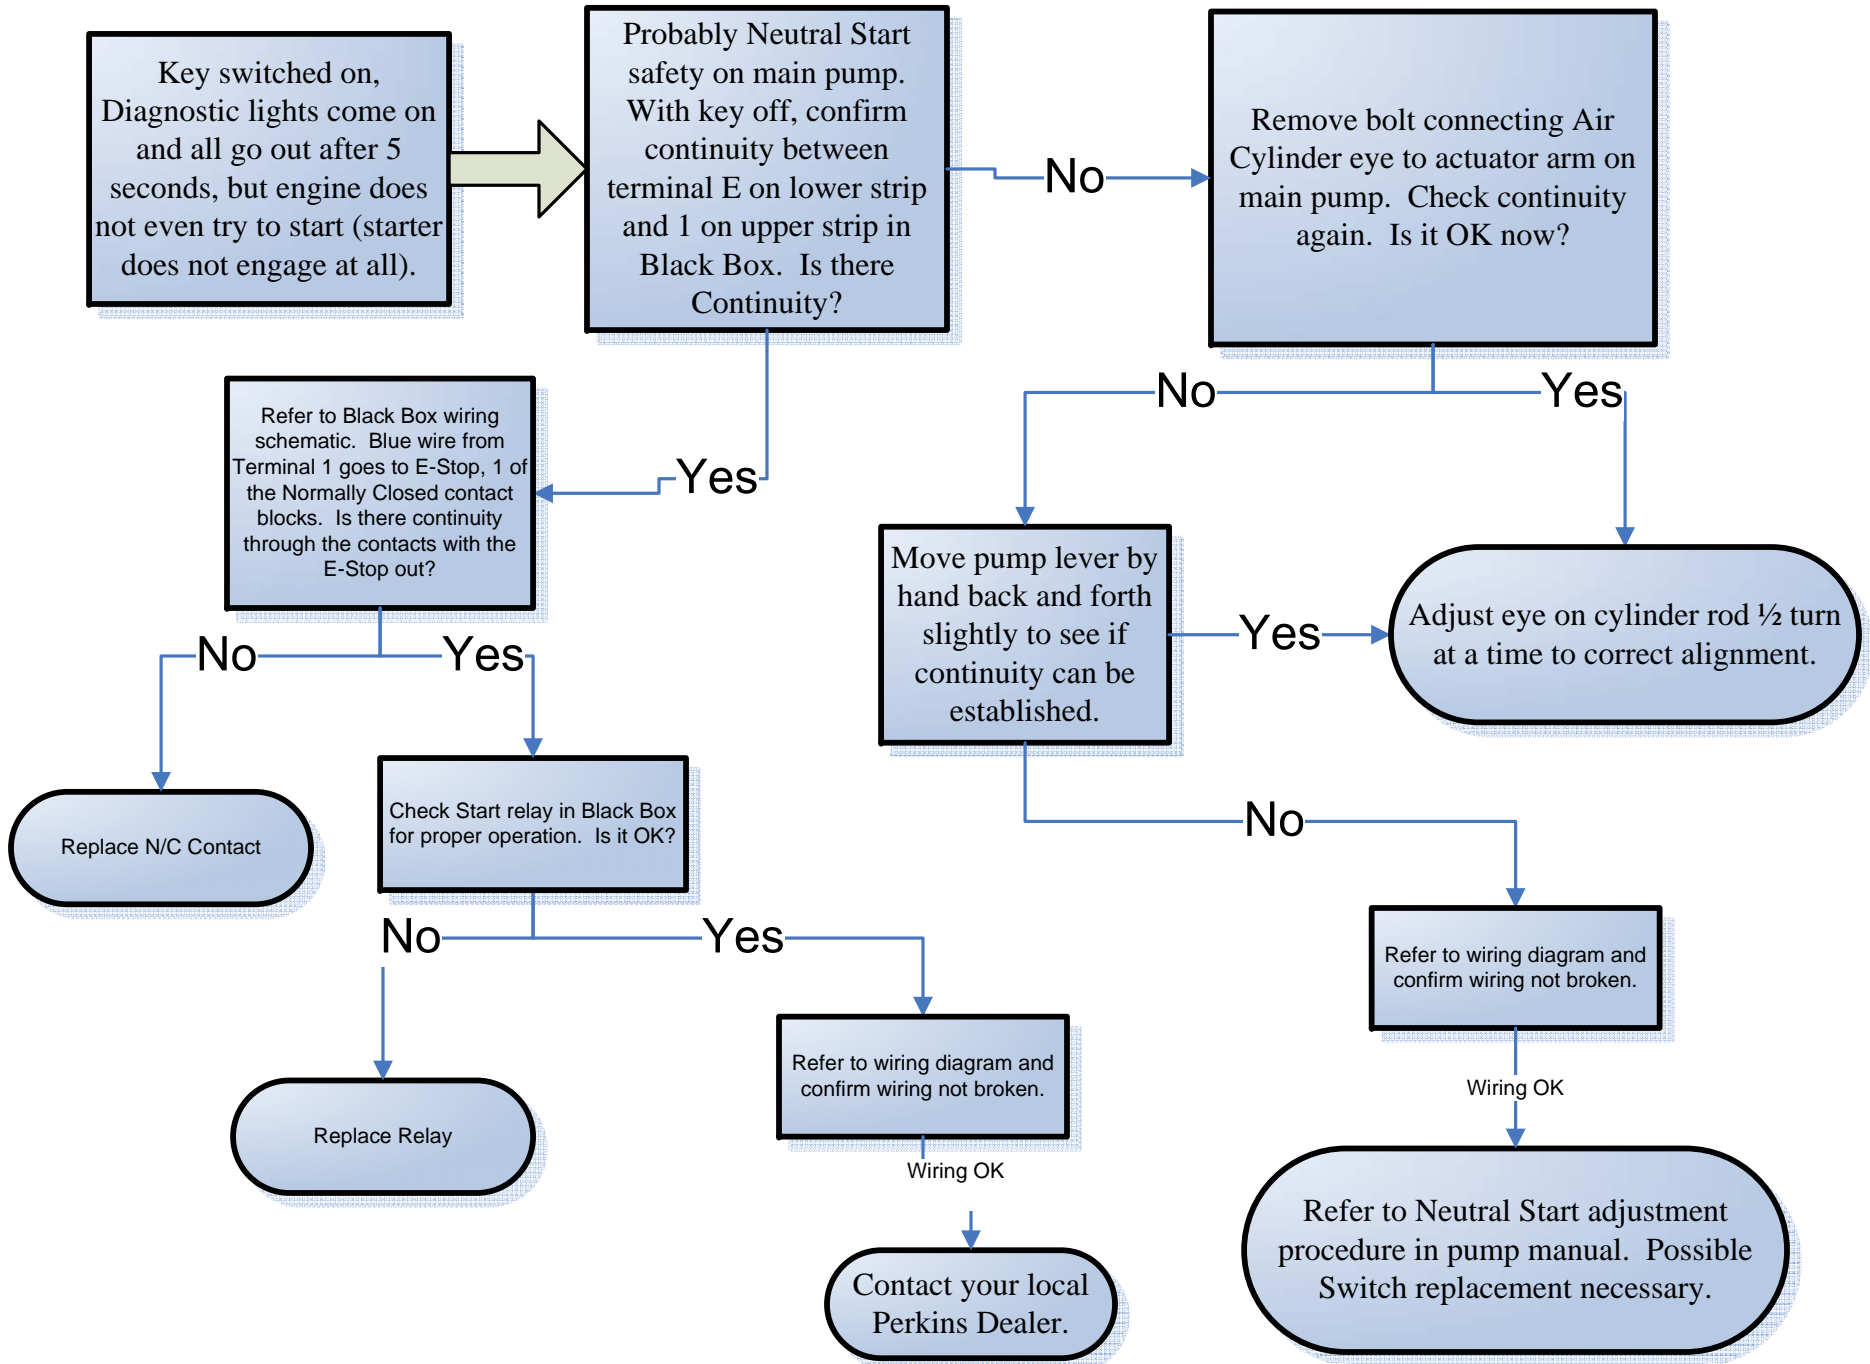 Key switched on,
Diagnostic lights come on
and all go out after 5
seconds, but engine does
not even try to start (starter
does not engage at all).
Probably Neutral Start
safety on main pump.
With key off, confirm
continuity between
terminal E on lower strip
and 1 on upper strip in
Black Box.  Is there
Continuity?
No
Remove bolt connecting Air
Cylinder eye to actuator arm on
main pump.  Check continuity
again.  Is it OK now?
Yes
No
Yes
Refer to Black Box wiring
schematic.  Blue wire from
Terminal 1 goes to E-Stop, 1 of
the Normally Closed contact
blocks.  Is there continuity
through the contacts with the
E-Stop out?
Move pump lever by
hand back and forth
slightly to see if
continuity can be
established.
Yes
Adjust eye on cylinder rod ½ turn
at a time to correct alignment.
No
Yes
Replace N/C Contact
Check Start relay in Black Box
for proper operation.  Is it OK?
No
No
Yes
Refer to wiring diagram and
confirm wiring not broken.
Refer to wiring diagram and
confirm wiring not broken.
Wiring OK
Replace Relay
Wiring OK
Contact your local
Perkins Dealer.
Refer to Neutral Start adjustment
procedure in pump manual.  Possible
Switch replacement necessary.